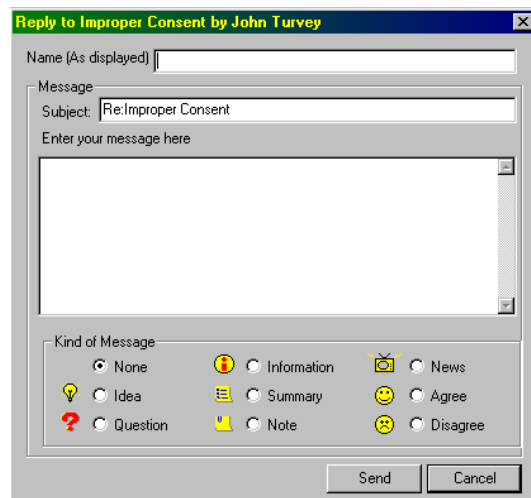 Reply to Improper Consent by John Turvey
Name (As displayed)
Message
Subject: Re:Improper Consent
Enter your message here
Kind of Message
None Information News
Idea Summary Agree
Question Note Disagree
Send Cancel